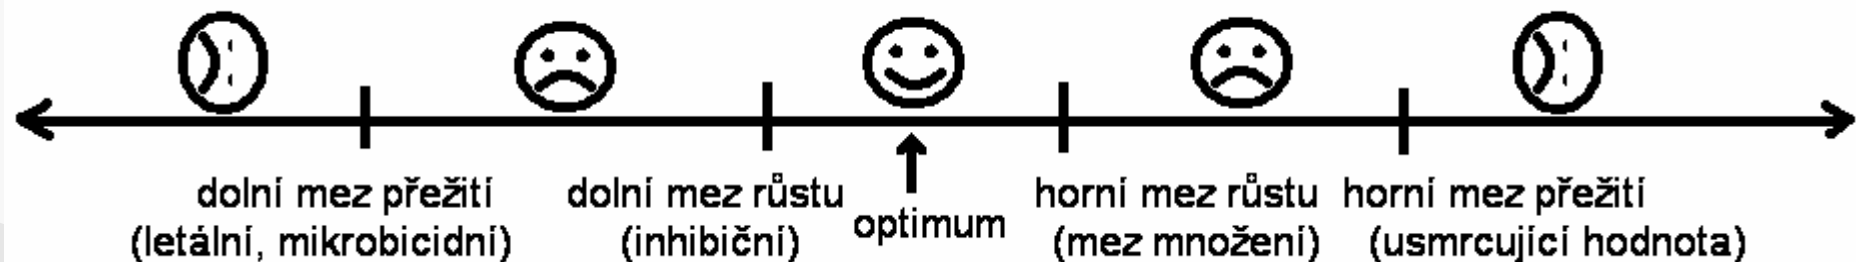 dolní mez přežití
(letální, mikrobicidní)
dolní mez růstu
(inhibiční)
optimum
horní mez růstu
(mez množení)
horní mez přežití
(usmrcující hodnota)